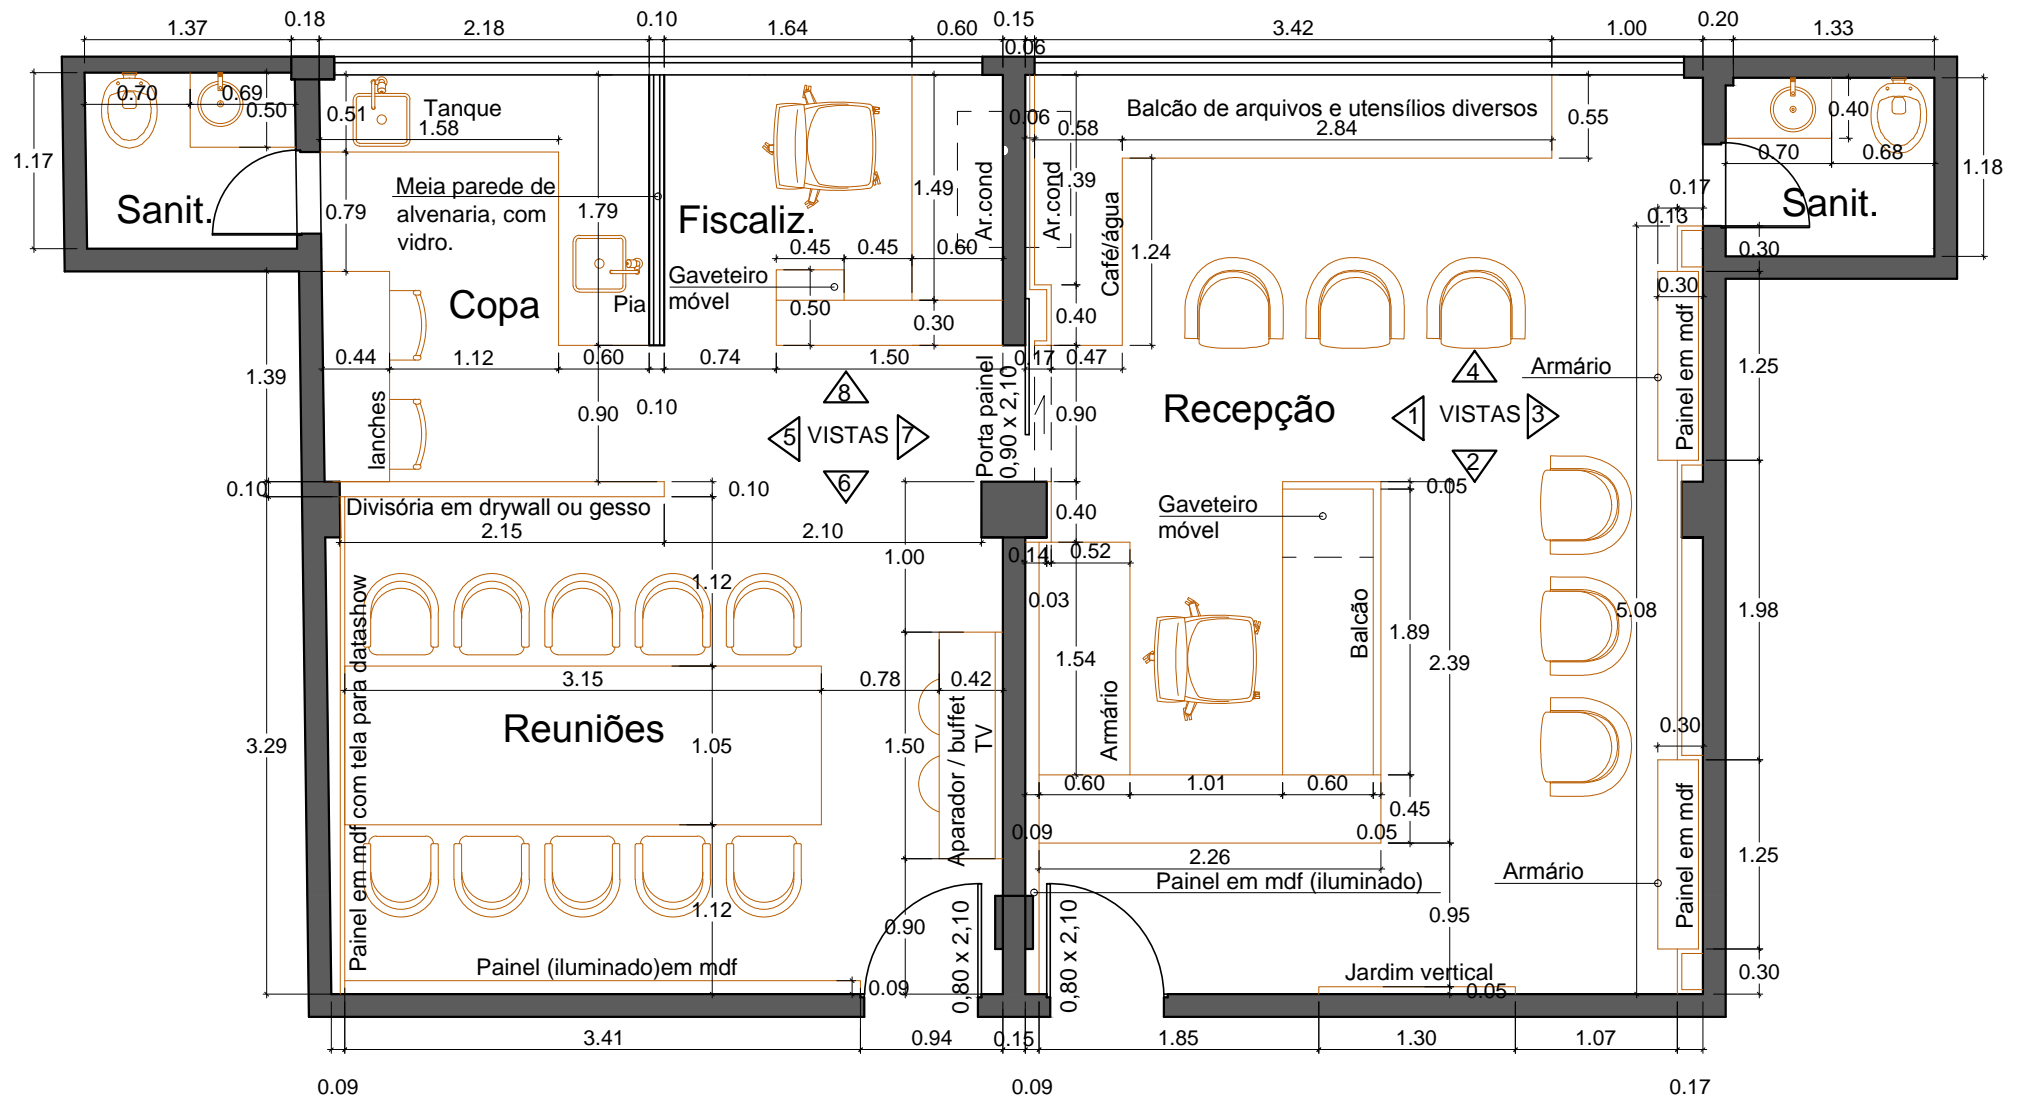 1.37
0.18
2.18
0.10
1.64
0.60
0.15
0.06
3.42
1.00
0.20
1.33
0.70
0.69
0.50
0.51
Tanque
1.58
0.06
0.58
Balcão de arquivos e utensílios diversos
2.84
0.55
0.40
0.70
0.68
1.17
Sanit.
0.79
Meia parede de
alvenaria, com
vidro.
1.79
Fiscaliz.
1.49
Ar.cond
Ar.cond
1.39
Café/água
1.24
0.17
0.13
Sanit.
1.18
0.30
0.45
0.45
0.60
Gaveteiro
móvel
0.50
0.30
Copa
Pia
0.40
0.30
Painel em mdf
1.25
Armário
0.44
1.12
0.60
0.74
1.50
0.17
0.47
1.39
lanches
0.90
0.10
Porta painel
0,90 x 2,10
0.90
Recepção
8
5
VISTAS
7
6
4
1
VISTAS
3
2
0.10
0.10
Divisória em drywall ou gesso
2.15
2.10
1.00
0.40
0.14
0.52
0.03
Gaveteiro
móvel
0.05
1.12
Painel em mdf com tela para datashow
3.15
0.78
0.42
Reuniões
1.05
1.50
3.29
Aparador / buffet
TV
1.54
Armário
Balcão
1.89
2.39
5.08
1.98
0.30
0.60
1.01
0.60
0.45
0.09
0.05
2.26
Painel em mdf (iluminado)
Armário
Painel em mdf
1.25
1.12
0.90
0,80 x 2,10
0,80 x 2,10
0.95
Painel (iluminado)em mdf
0.09
Jardim vertical
0.05
0.30
3.41
0.94
0.15
1.85
1.30
1.07
0.09
0.09
0.17